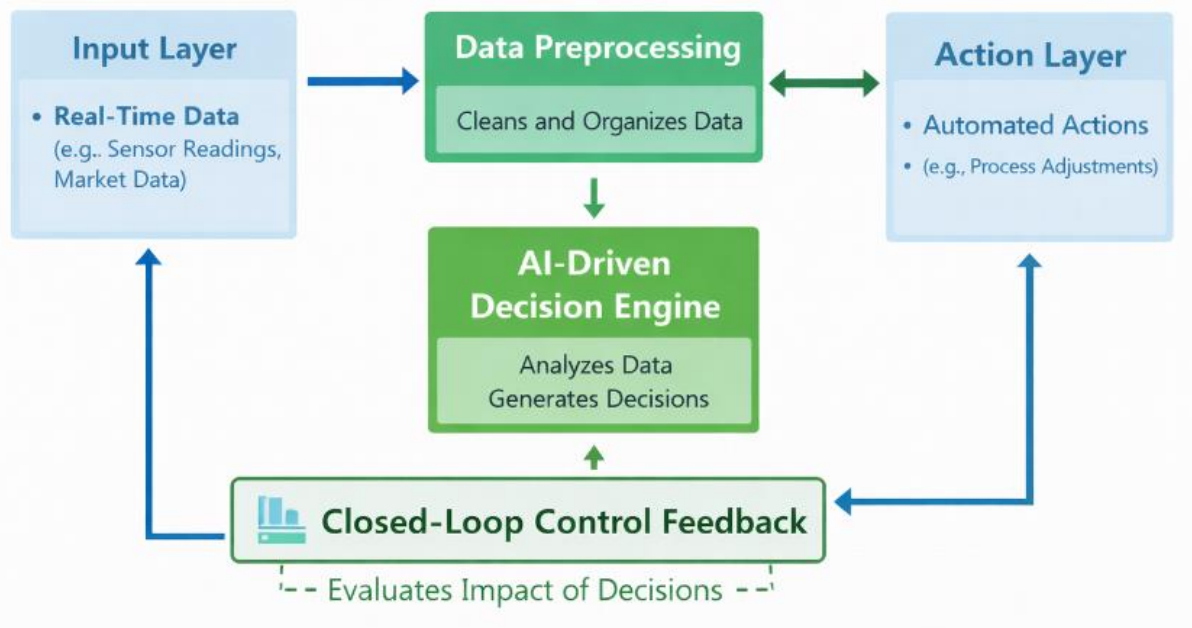 Input Layer
• Real-Time Data
(e.g.. Sensor Readings,
Market Data)
Data Preprocessing
Cleans and Organizes Data
Action Layer
• Automated Actions
• (e.g., Process Adjustments)
AI-Driven
Decision Engine
Analyzes Data
Generates Decisions
Closed-Loop Control Feedback
Evaluates Impact of Decisions